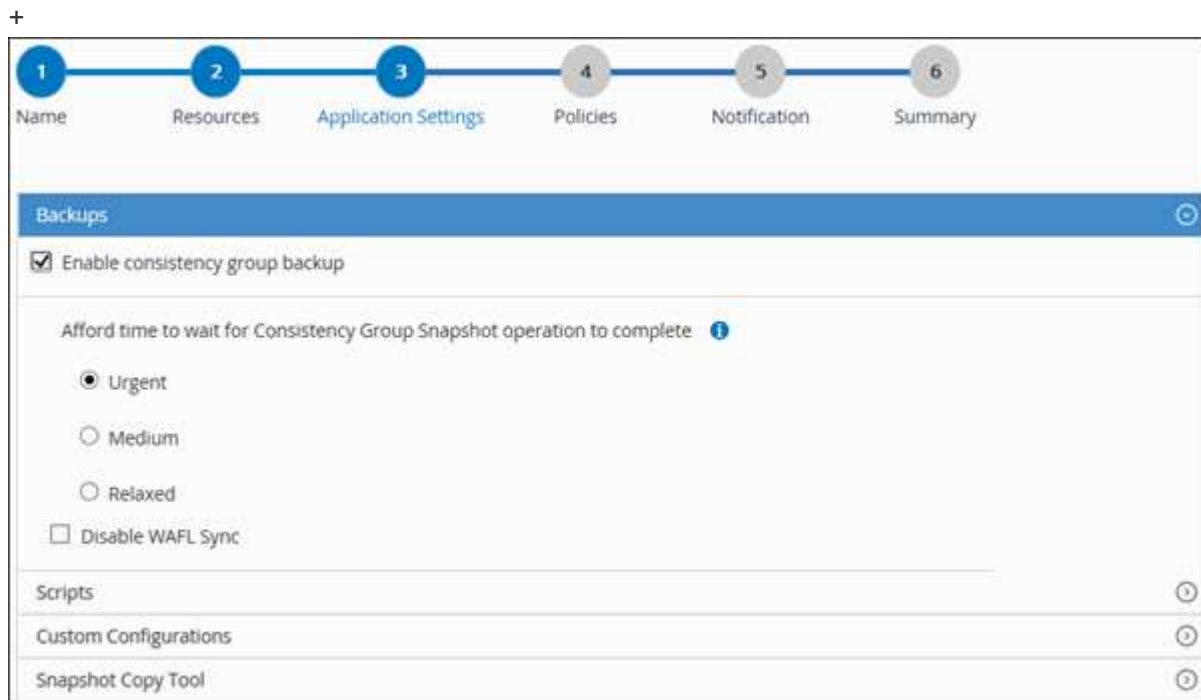 +
1 2 3 4 5 6
Name Resources Application Settings Policies Notification Summary
Backups
Enable consistency group backup
Afford time to wait for Consistency Group Snapshot operation to complete
Urgent
Medium
Relaxed
Disable WAFL Sync
Scripts
Custom Configurations
Snapshot Copy Tool